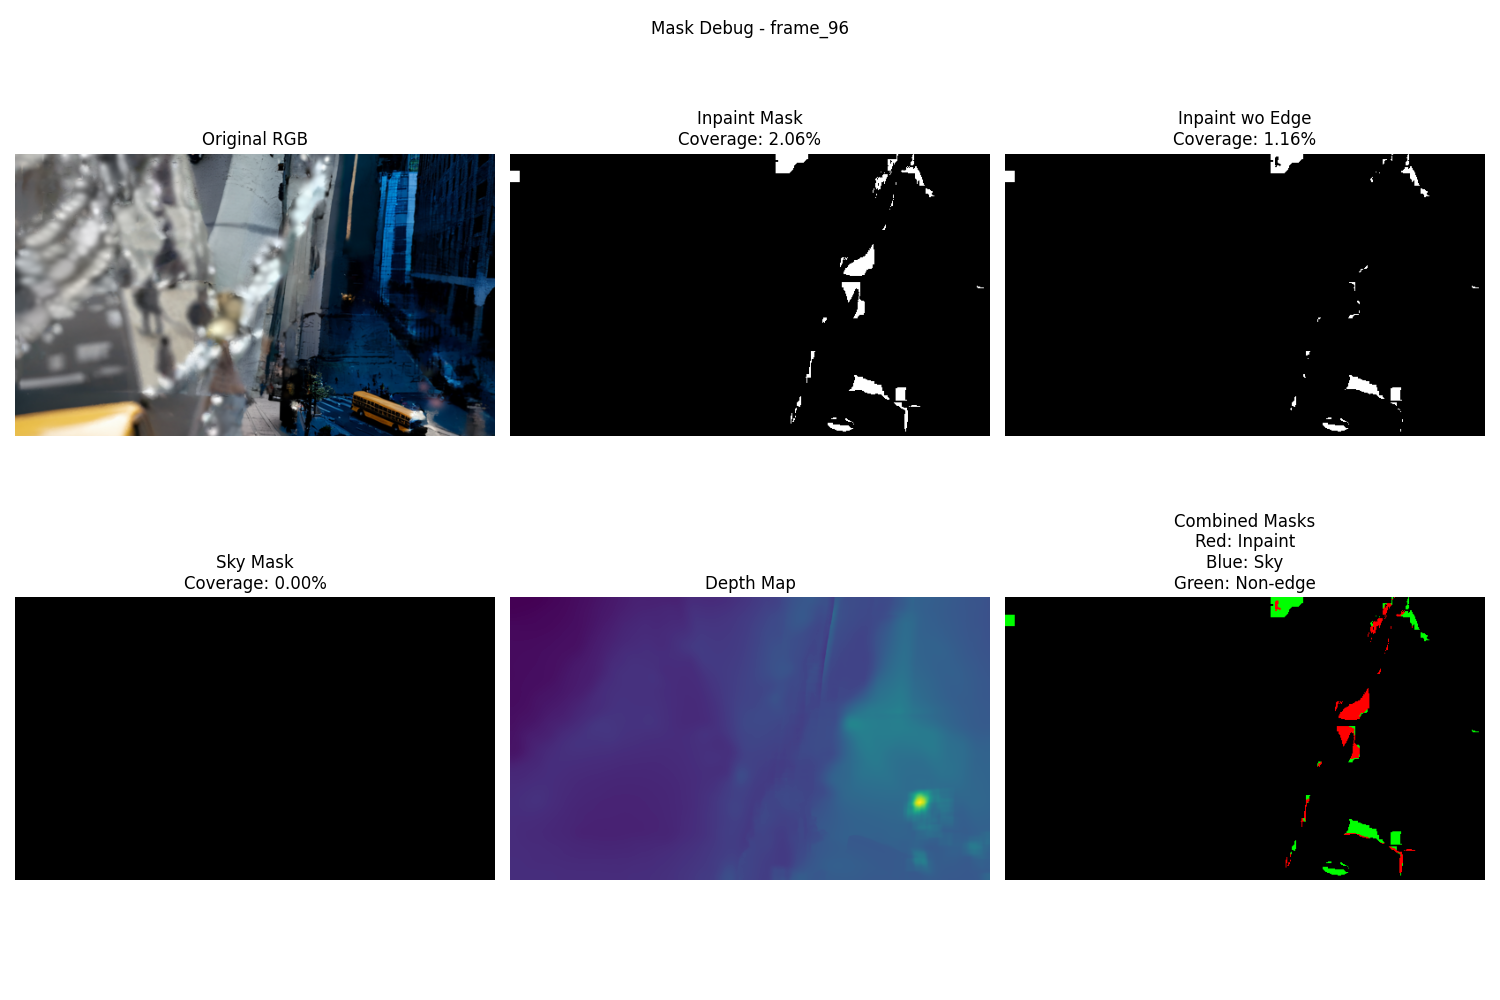 Mask Debug - frame_96
Original RGB
Inpaint Mask
Coverage: 2.06%
Inpaint wo Edge
Coverage: 1.16%
Sky Mask
Coverage: 0.00%
Depth Map
Combined Masks
Red: Inpaint
Blue: Sky
Green: Non-edge